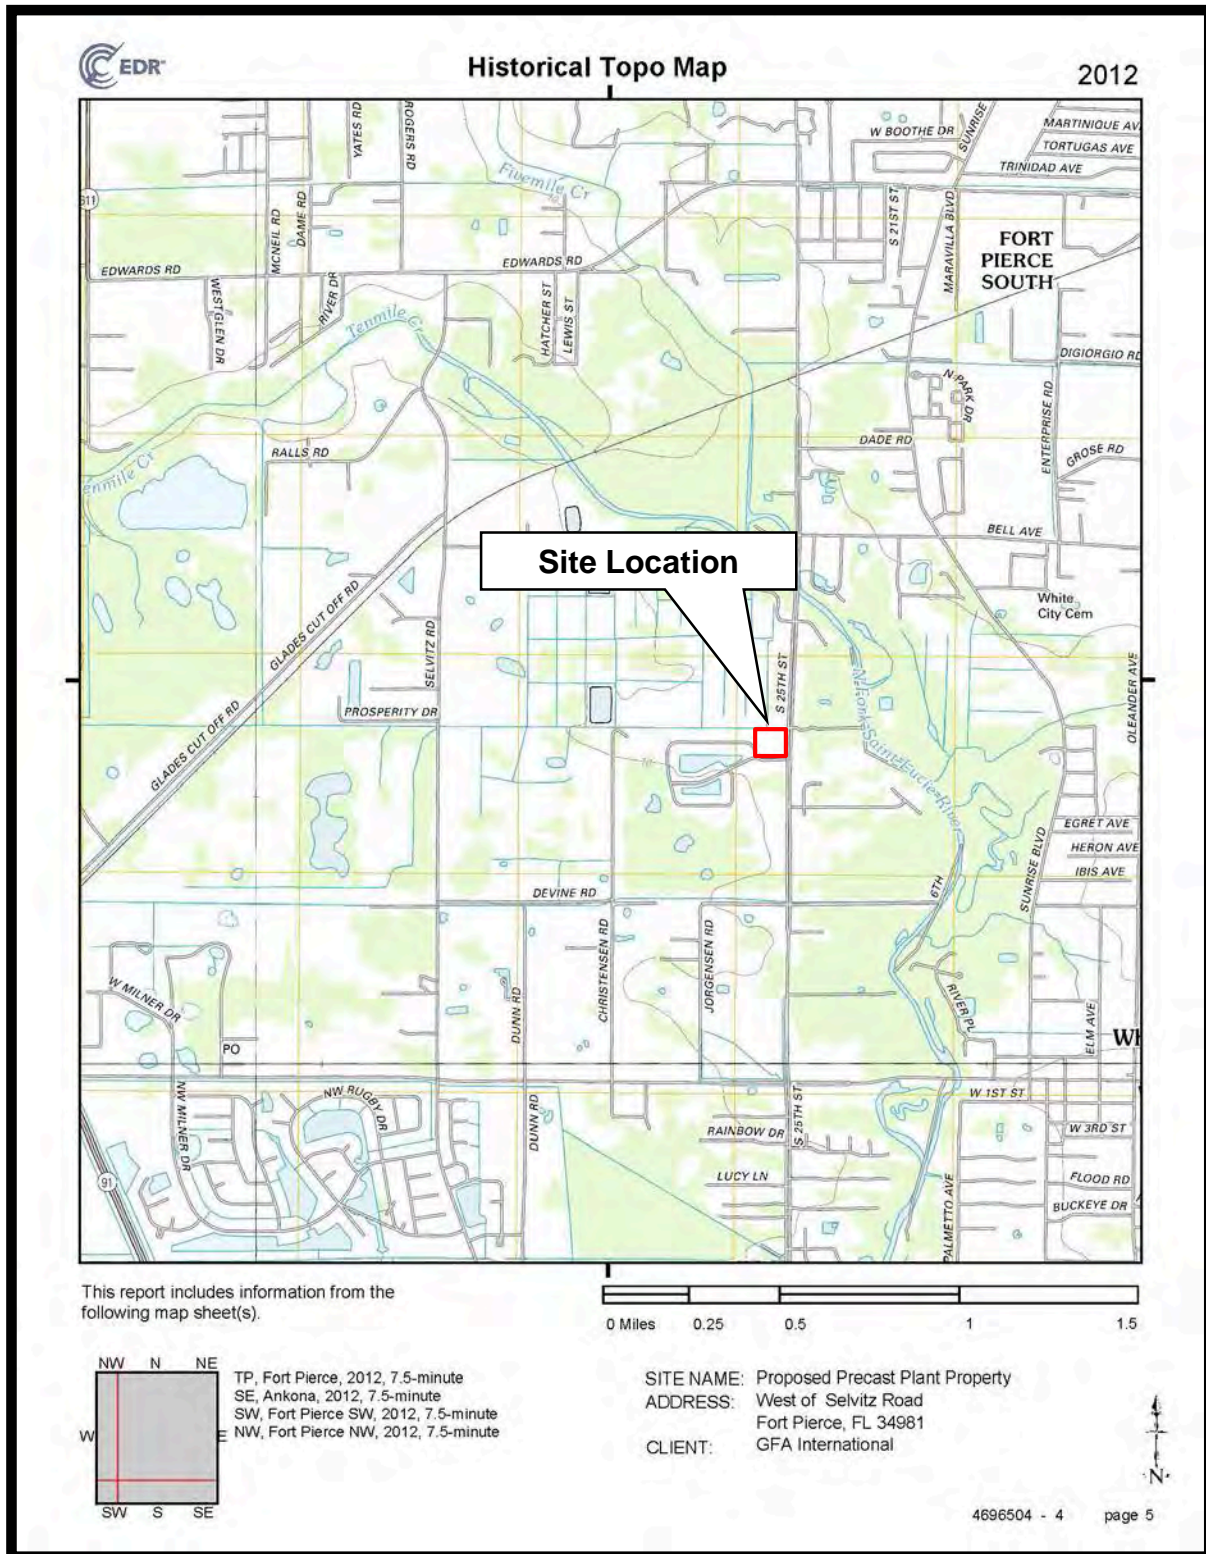 EDR
Historical Topo Map
2012
YATES RD
ROGERS RD
W BOOTHE DR
SUNRISE
MARTINIQUE AV
TORTUGAS AVE
TRINIDAD AVE
Fivemile Cr
611
MCNEIL RD
DAME RD
S 21ST ST
MARAVILLA BLVD
FORT
PIERCE
SOUTH
EDWARDS RD
EDWARDS RD
WEST GLEN DR
RIVER DR
Tenmile Cr
HATCHER ST
LEWIS ST
DIGIORGIO RD
N PARK DR
ENTERPRISE RD
DADE RD
GROSE RD
RALLS RD
Tenmile Cr
BELL AVE
Site Location
White
City Cem
GLADES CUT OFF RD
SELVITZ RD
S 25TH ST
N Fork Saint Lucie River
OLEANDER AVE
PROSPERITY DR
GLADES CUT OFF RD
EGRET AVE
HERON AVE
IBIS AVE
SUNRISE BLVD
6TH
DEVINE RD
CHRISTENSEN RD
JORGENSEN RD
DUNN RD
W MILNER DR
RIVER PL
ELM AVE
PO
WH
NW MILNER DR
NW RUGBY DR
DUNN RD
S 25TH ST
W 1ST ST
RAINBOW DR
W 3RD ST
LUCY LN
FLOOD RD
91
PALMETTO AVE
BUCKEYE DR
This report includes information from the
following map sheet(s).
0 Miles 0.25 0.5 1 1.5
NW N NE
W E
SW S SE
TP, Fort Pierce, 2012, 7.5-minute
SE, Ankona, 2012, 7.5-minute
SW, Fort Pierce SW, 2012, 7.5-minute
NW, Fort Pierce NW, 2012, 7.5-minute
SITE NAME: Proposed Precast Plant Property
ADDRESS: West of Selvitz Road
Fort Pierce, FL 34981
CLIENT: GFA International
N
4696504 - 4 page 5